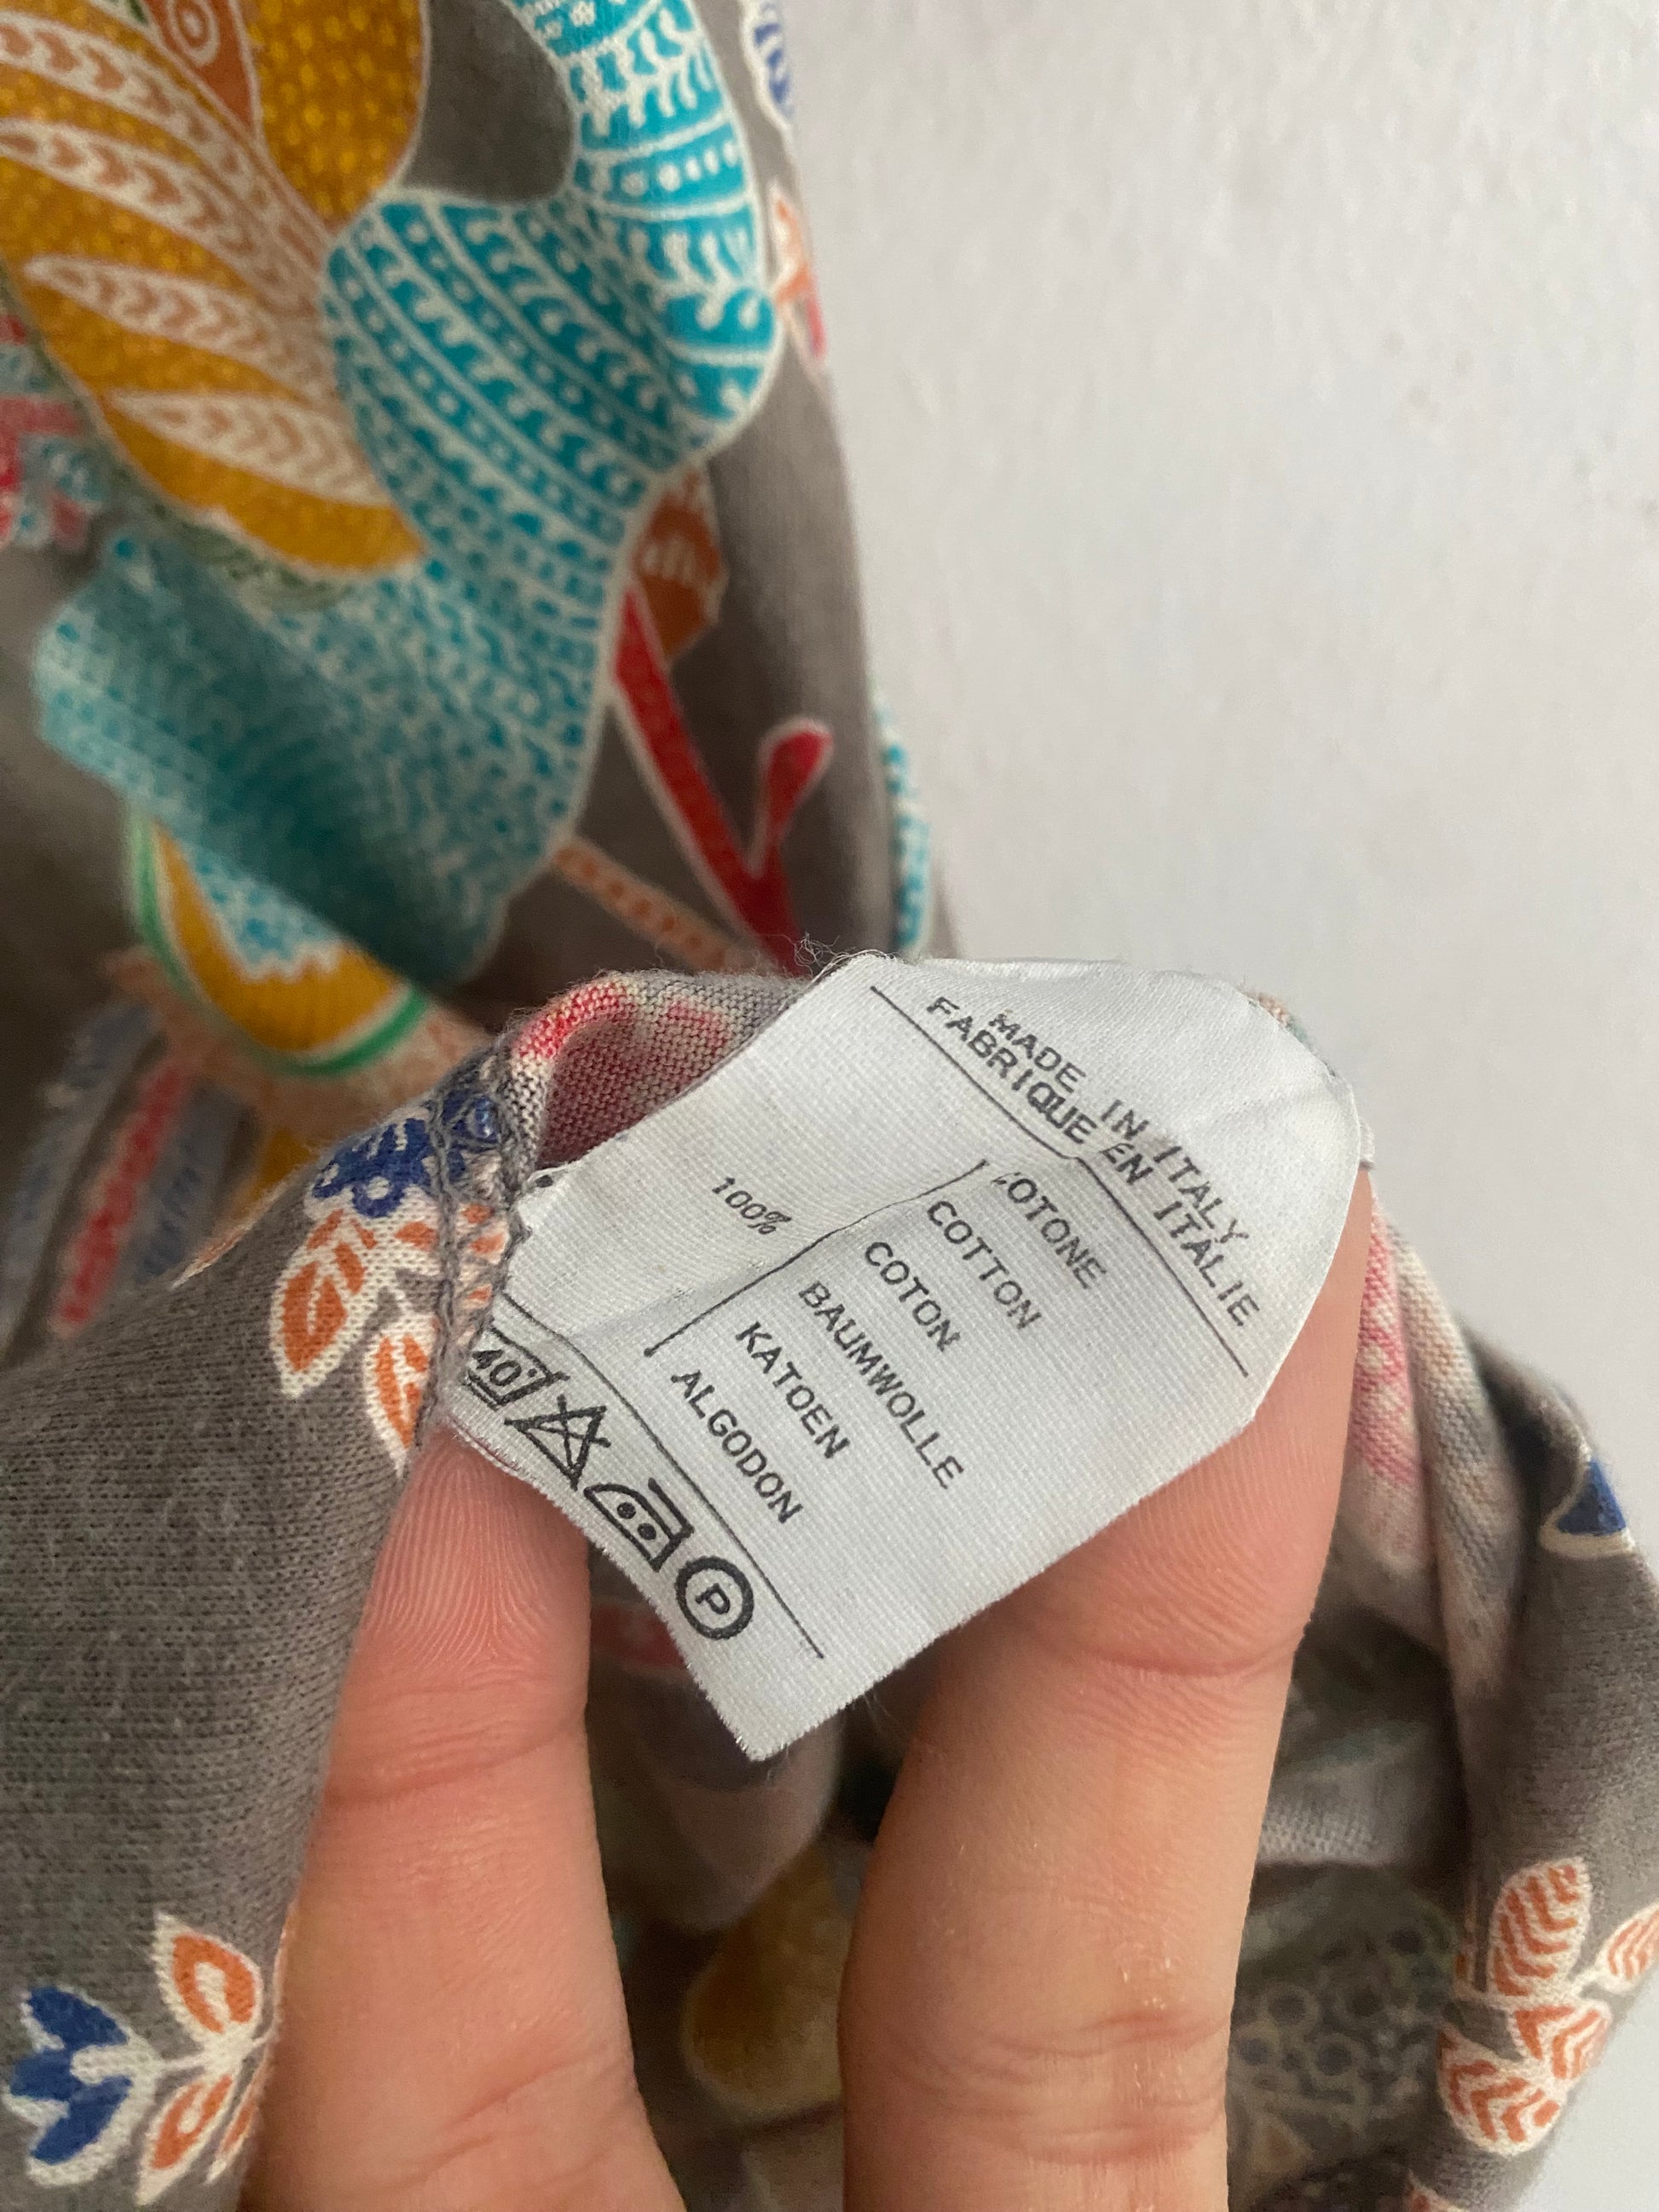 MADE IN ITALY
FABRIQUE EN ITALIE
100%
COTONE
COTTON
COTON
BAUMWOLLE
KATOEN
ALGODON
40°
P